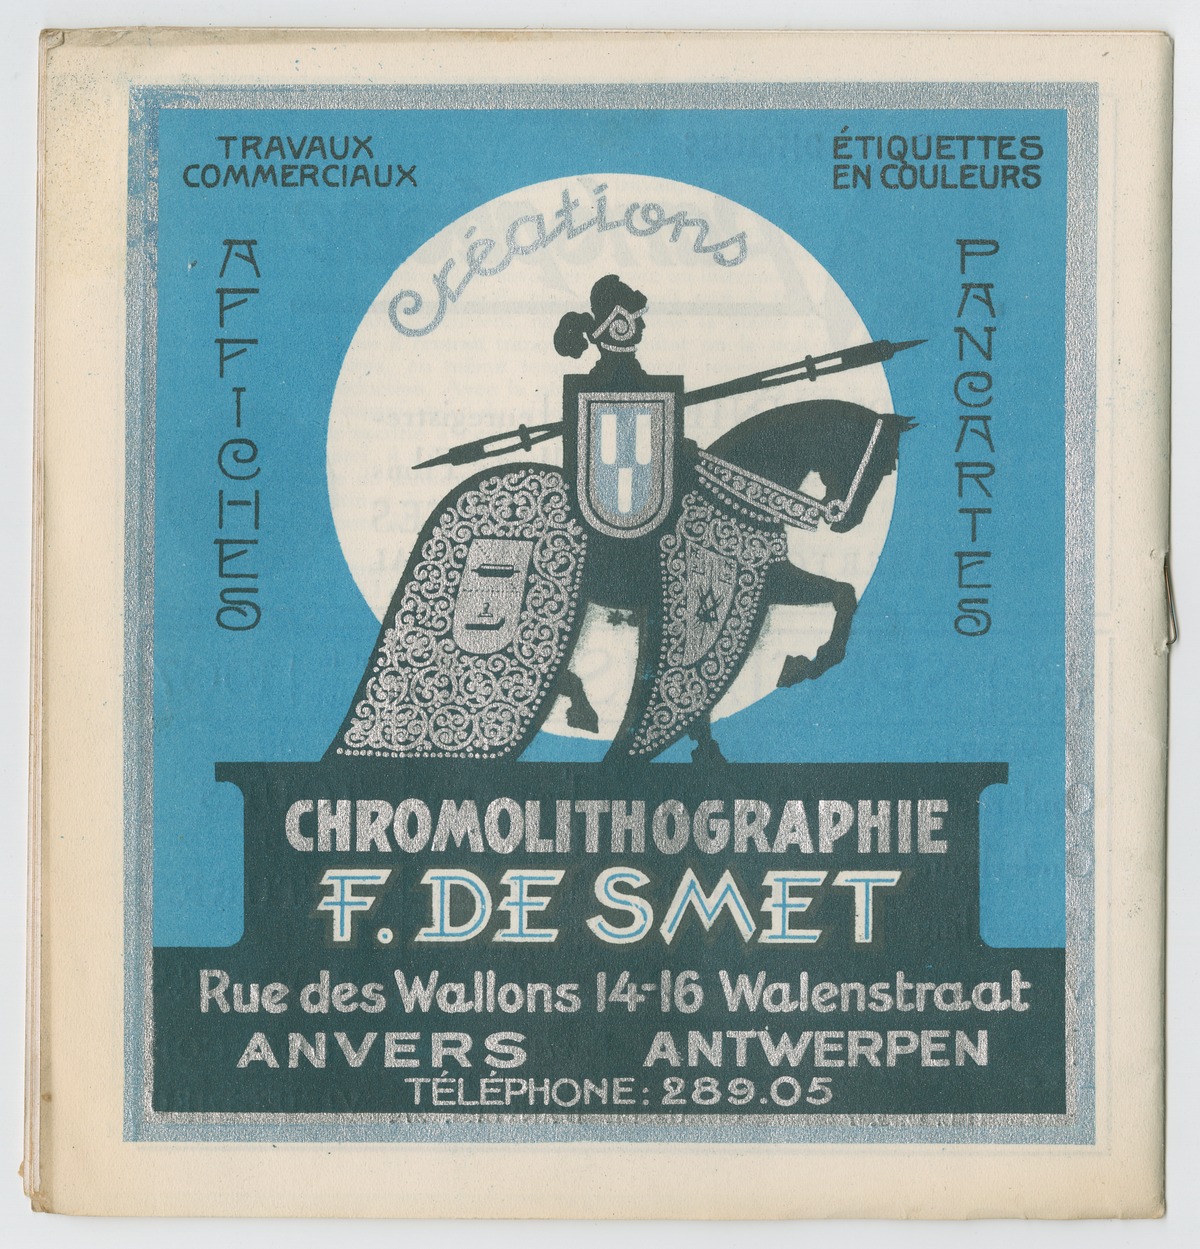 TRAVAUX
COMMERCIAUX
ÉTIQUETTES
EN COULEURS
AFFICHES
Créations
PANCARTES
CHROMOLITHOGRAPHIE
F. DE SMET
Rue des Wallons 14-16 Walenstraat
ANVERS ANTWERPEN
TÉLÉPHONE: 289.05